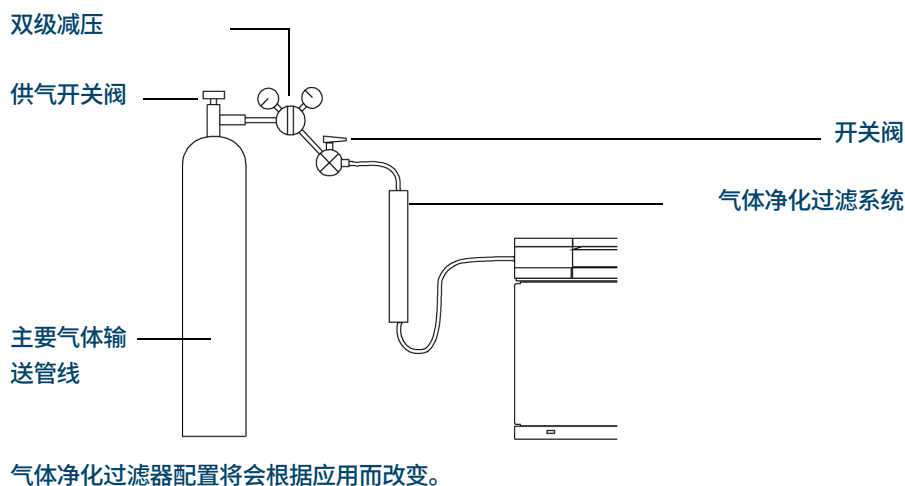 双级减压
供气开关阀
开关阀
气体净化过滤系统
主要气体输
送管线
气体净化过滤器配置将会根据应用而改变。